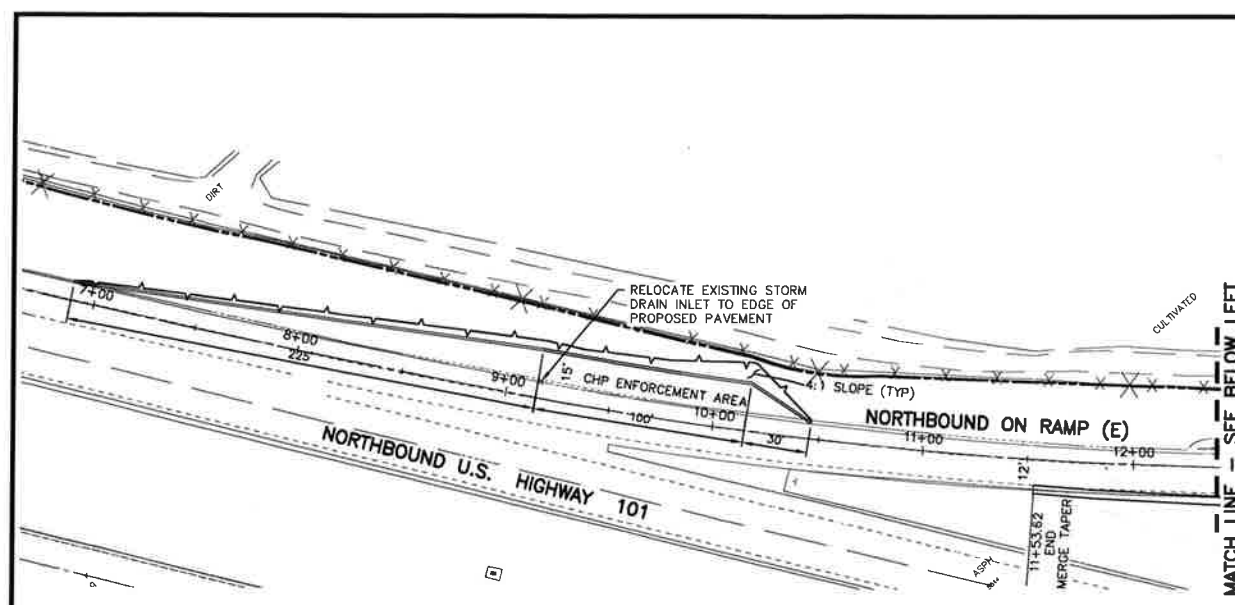 DIRT
RELOCATE EXISTING STORM
DRAIN INLET TO EDGE OF
PROPOSED PAVEMENT
CULTIVATED
7+00
8+00
225'
9+00
15'
CHP ENFORCEMENT AREA
4:1 SLOPE (TYP)
100'
10+00
30'
NORTHBOUND ON RAMP (E)
11+00
12+00
12'
NORTHBOUND U.S. HIGHWAY 101
11+53.62
END
MERGE TAPER
ASPH
MATCH LINE - SEE BELOW LEFT